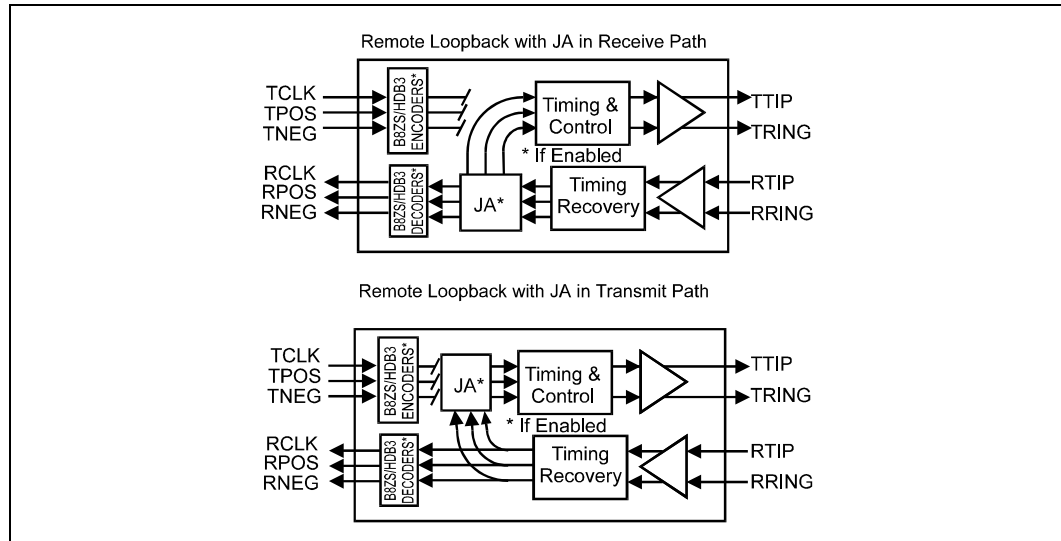 Remote Loopback with JA in Receive Path
TCLK
TPOS
TNEG
B8ZS/HDB3
ENCODERS*
Timing &
Control
TTIP
TRING
* If Enabled
RCLK
RPOS
RNEG
B8ZS/HDB3
DECODERS*
JA*
Timing
Recovery
RTIP
RRING
Remote Loopback with JA in Transmit Path
TCLK
TPOS
TNEG
B8ZS/HDB3
ENCODERS*
JA*
Timing &
Control
TTIP
TRING
* If Enabled
RCLK
RPOS
RNEG
B8ZS/HDB3
DECODERS*
Timing
Recovery
RTIP
RRING